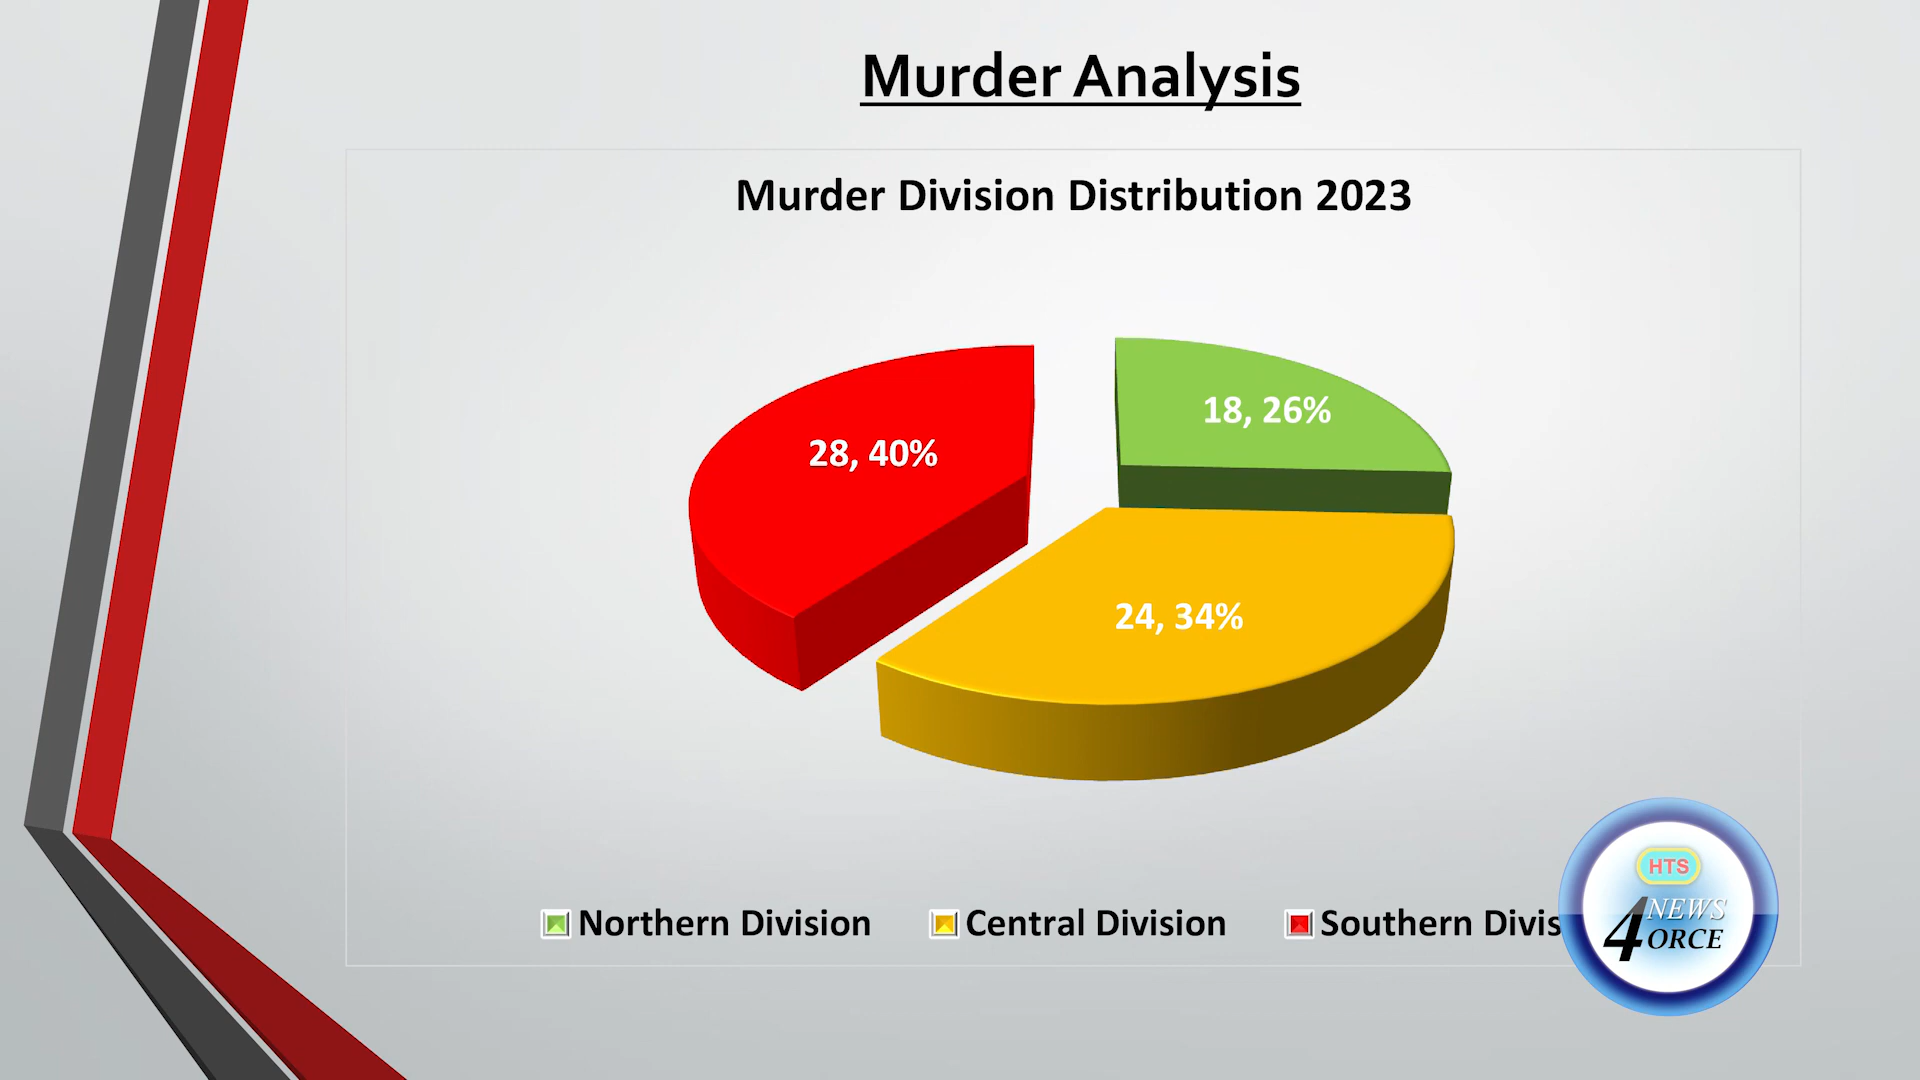 Murder Analysis
Murder Division Distribution 2023
18, 26%
28, 40%
24, 34%
Northern Division
Central Division
Southern Divis
HTS
4
NEWS
ORCE